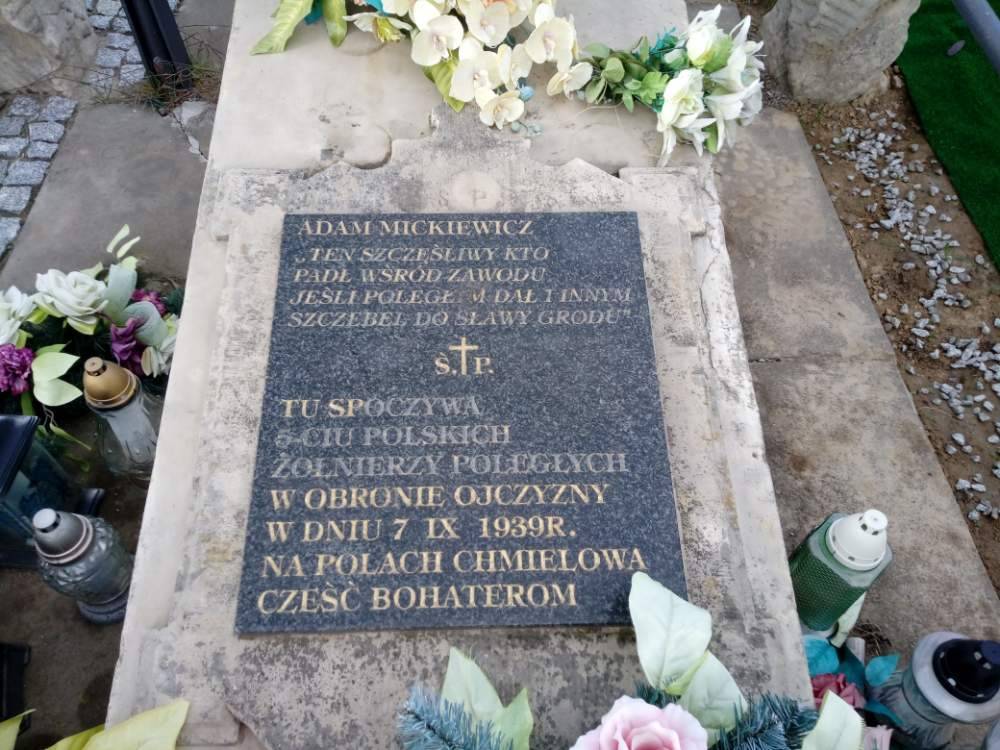 Ś P
ADAM MICKIEWICZ
„TEN SZCZĘŚLIWY KTO
PADŁ WŚRÓD ZAWODU
JEŚLI POLEGŁEM DAŁ I INNYM
SZCZEBEL DO SŁAWY GRODU"
Ś.†P.
TU SPOCZYWA
5-CIU POLSKICH
ŻOŁNIERZY POLEGŁYCH
W OBRONIE OJCZYZNY
W DNIU 7 IX 1939R.
NA POLACH CHMIELOWA
CZEŚĆ BOHATEROM